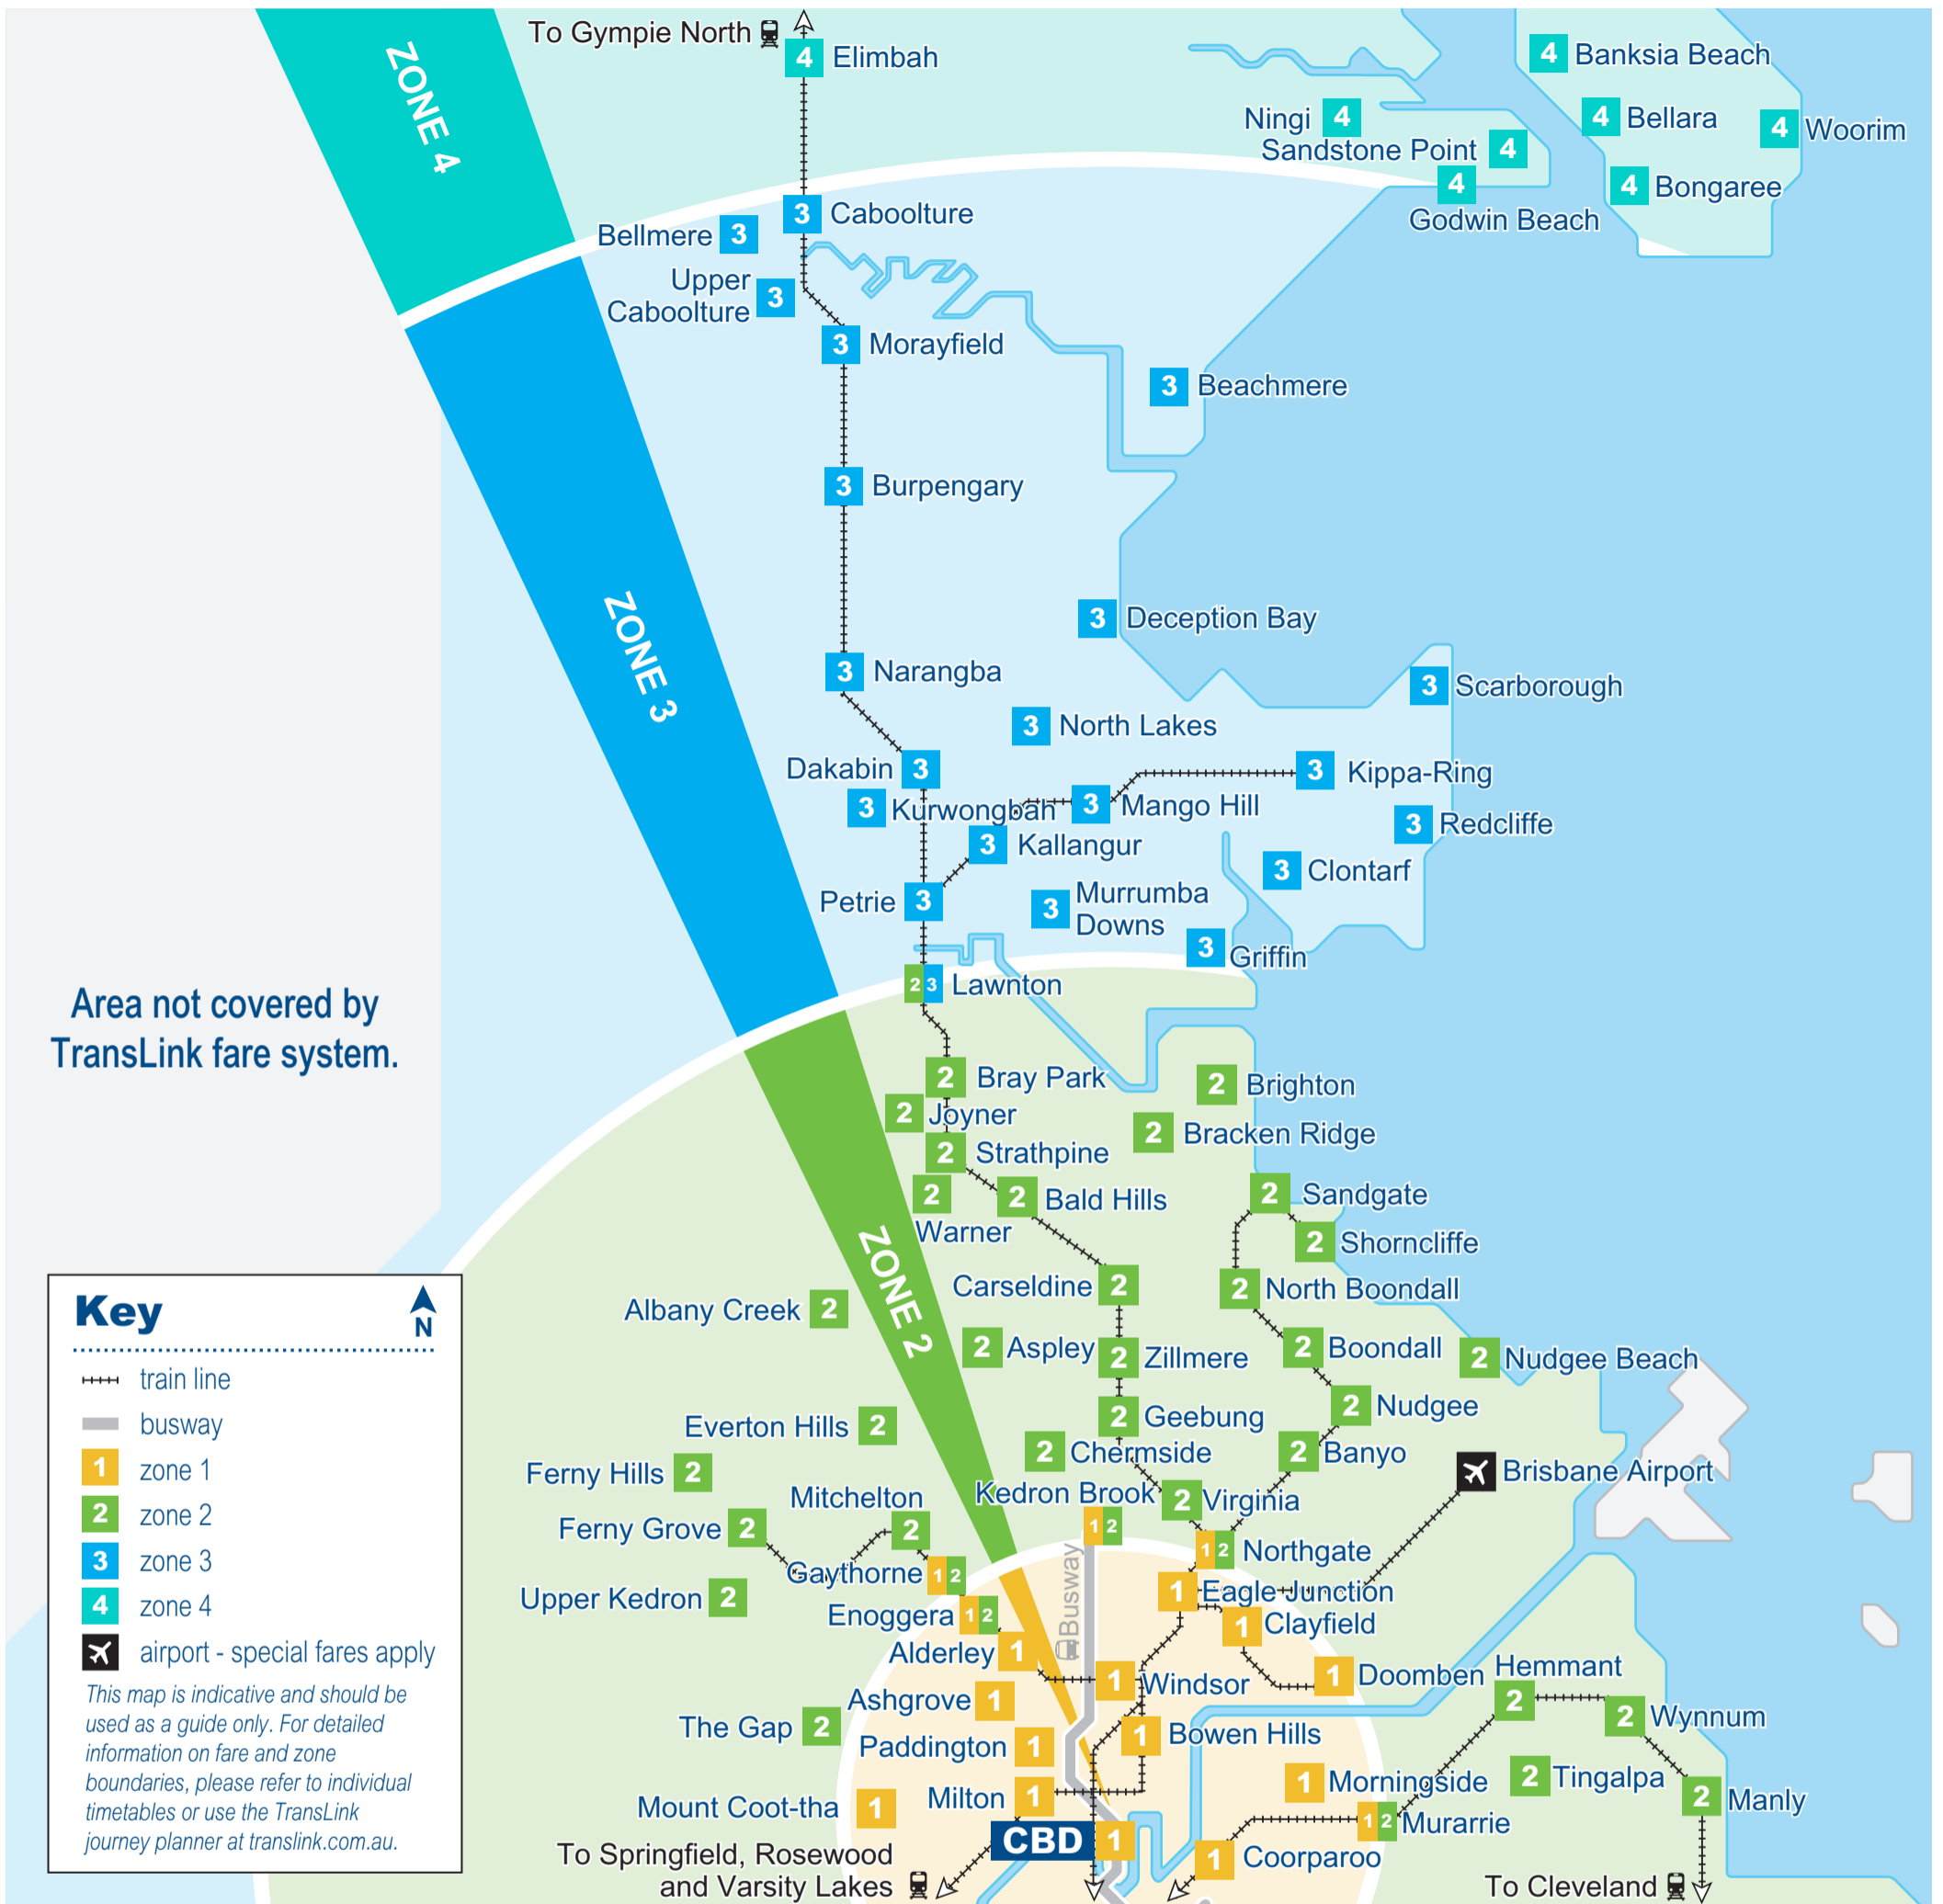 To Gympie North
4 Elimbah
4 Banksia Beach
Ningi 4
4 Bellara
4 Woorim
Sandstone Point 4
4 Bongaree
4
Godwin Beach
ZONE 4
3 Caboolture
Bellmere 3
Upper
Caboolture 3
3 Morayfield
3 Beachmere
3 Burpengary
ZONE 3
3 Deception Bay
3 Narangba
3 Scarborough
3 North Lakes
Dakabin 3
3 Kippa-Ring
3 Kurwongbah
3 Mango Hill
3 Redcliffe
3 Kallangur
3 Clontarf
Petrie 3
3 Murrumba
Downs
3 Griffin
2 3 Lawnton
Area not covered by
TransLink fare system.
2 Bray Park
2 Brighton
2 Joyner
2 Bracken Ridge
2 Strathpine
2 Bald Hills
2 Sandgate
2
Warner
2 Shorncliffe
ZONE 2
Carseldine 2
2 North Boondall
Albany Creek 2
2 Aspley
2 Zillmere
2 Boondall
2 Nudgee Beach
2 Geebung
2 Nudgee
Everton Hills 2
2 Chermside
2 Banyo
Brisbane Airport
Ferny Hills 2
Mitchelton
2
Kedron Brook
1 2
2 Virginia
Ferny Grove 2
1 2 Northgate
Gaythorne 1 2
Busway
1 Eagle Junction
Upper Kedron 2
Enoggera 1 2
1 Clayfield
Alderley 1
1 Windsor
1 Doomben
Hemmant
2
Ashgrove 1
2 Wynnum
The Gap 2
1 Bowen Hills
Paddington 1
1 Morningside
2 Tingalpa
Milton 1
2 Manly
Mount Coot-tha 1
1 2 Murarrie
CBD 1
1 Coorparoo
To Springfield, Rosewood
and Varsity Lakes
To Cleveland
Key
N
train line
busway
1 zone 1
2 zone 2
3 zone 3
4 zone 4
airport - special fares apply
This map is indicative and should be
used as a guide only. For detailed
information on fare and zone
boundaries, please refer to individual
timetables or use the TransLink
journey planner at translink.com.au.